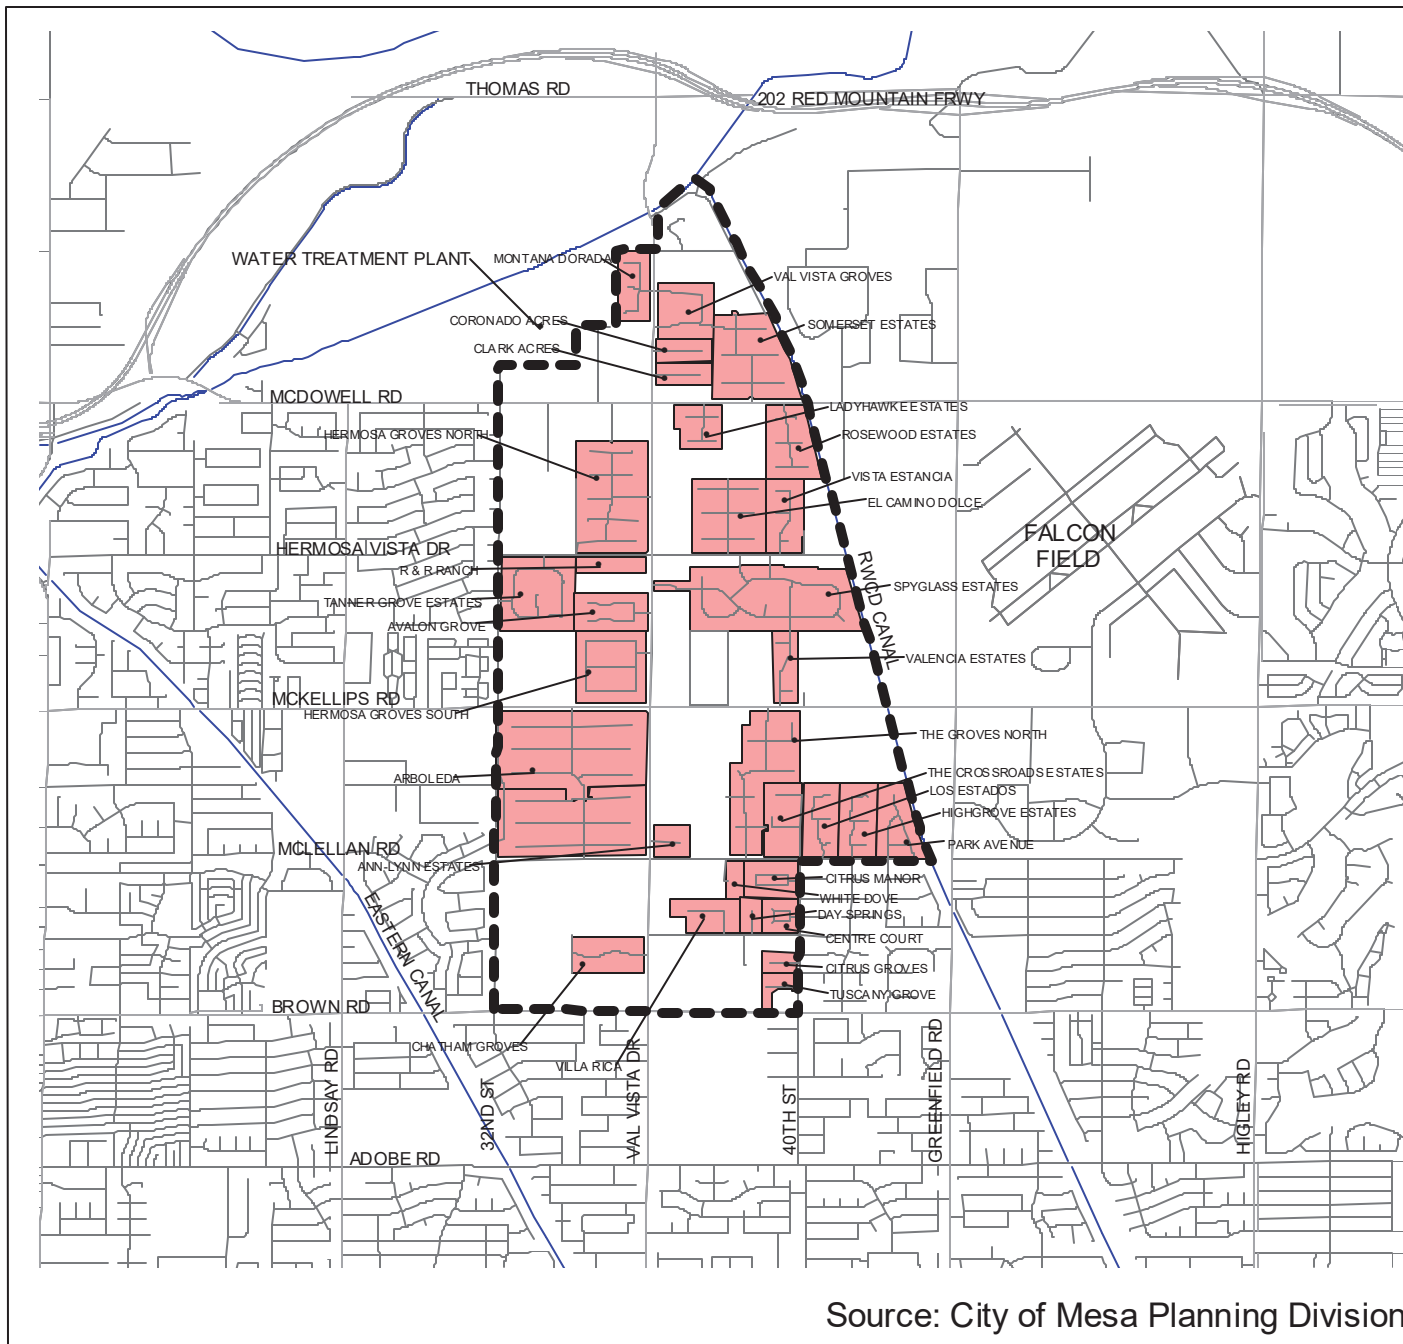 THOMAS RD
202 RED MOUNTAIN FRWY
WATER TREATMENT PLANT
MONTANA DORADA
VAL VISTA GROVES
CORONADO ACRES
SOMERSET ESTATES
CLARK ACRES
MCDOWELL RD
LADYHAWKE ESTATES
HERMOSA GROVES NORTH
ROSEWOOD ESTATES
VISTA ESTANCIA
EL CAMINO DOLCE
FALCON
FIELD
HERMOSA VISTA DR
R & R RANCH
RWCD CANAL
SPYGLASS ESTATES
TANNER GROVE ESTATES
AVALON GROVE
VALENCIA ESTATES
MCKELLIPS RD
HERMOSA GROVES SOUTH
THE GROVES NORTH
ARBOLEDA
THE CROSSROADS ESTATES
LOS ESTADOS
HIGHGROVE ESTATES
MCLELLAN RD
PARK AVENUE
ANN-LYNN ESTATES
CITRUS MANOR
WHITE DOVE
DAY SPRINGS
EASTERN CANAL
CENTRE COURT
CITRUS GROVES
TUSCANY GROVE
BROWN RD
CHATHAM GROVES
VILLA RICA
LINDSAY RD
32ND ST
VAL VISTA DR
40TH ST
GREENFIELD RD
HIGLEY RD
ADOBE RD
Source: City of Mesa Planning Division